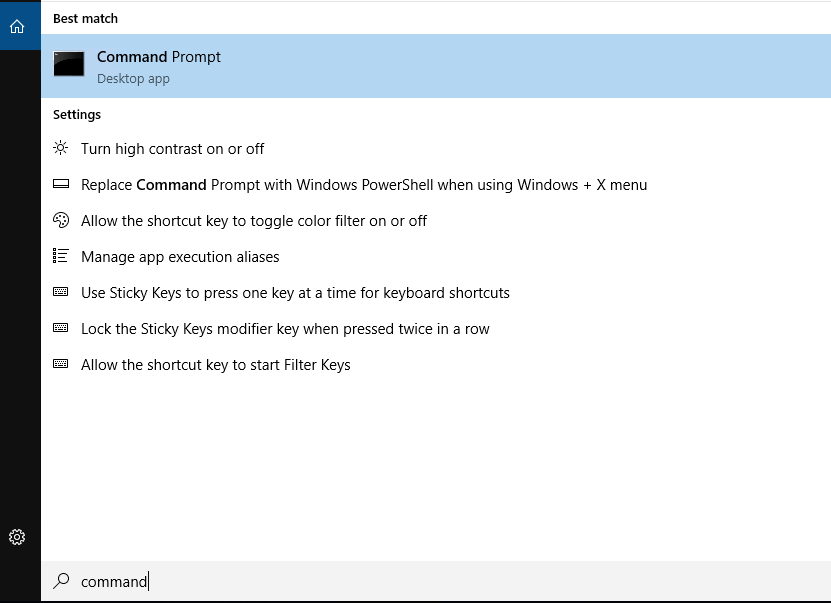 Best match
Command Prompt
Desktop app
Settings
Turn high contrast on or off
Replace Command Prompt with Windows PowerShell when using Windows + X menu
Allow the shortcut key to toggle color filter on or off
Manage app execution aliases
Use Sticky Keys to press one key at a time for keyboard shortcuts
Lock the Sticky Keys modifier key when pressed twice in a row
Allow the shortcut key to start Filter Keys
command